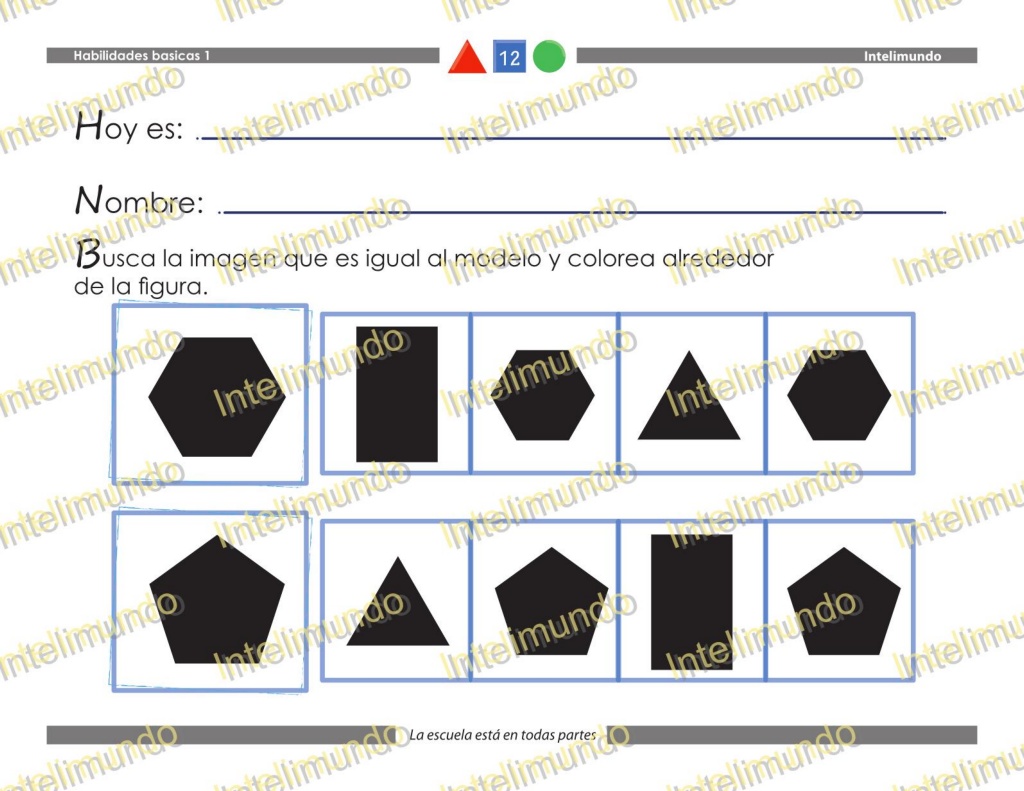 Habilidades basicas 1
12
Intelimundo
Hoy es:
Nombre:
Busca la imagen que es igual al modelo y colorea alrededor
de la figura.
La escuela está en todas partes
Intelimundo